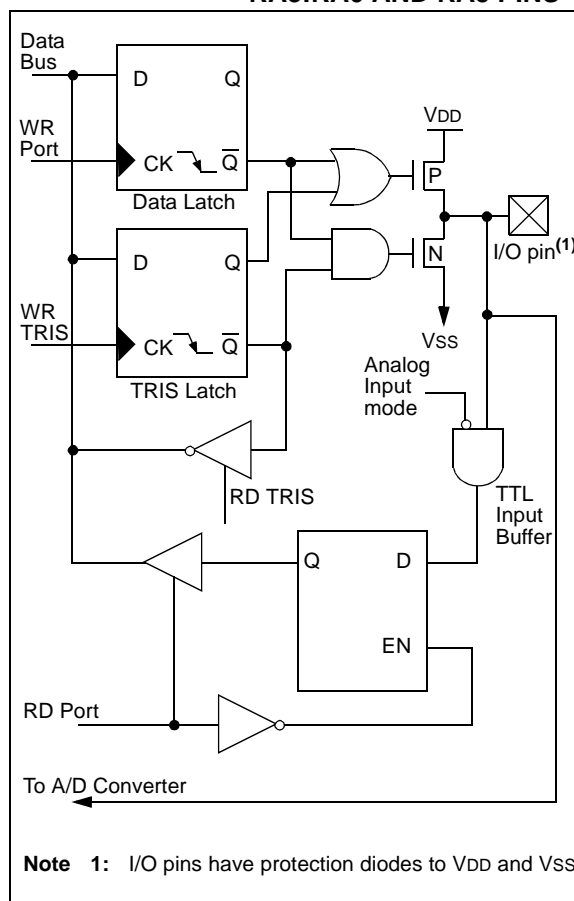 RA3:RA0 AND RA5 PINS
Data
Bus
D Q
VDD
WR
Port
CK Q
P
Data Latch
I/O pin(1)
D Q
N
WR
TRIS
CK Q
VSS
TRIS Latch
Analog
Input
mode
RD TRIS
TTL
Input
Buffer
Q D
EN
RD Port
To A/D Converter
Note 1: I/O pins have protection diodes to VDD and VSS